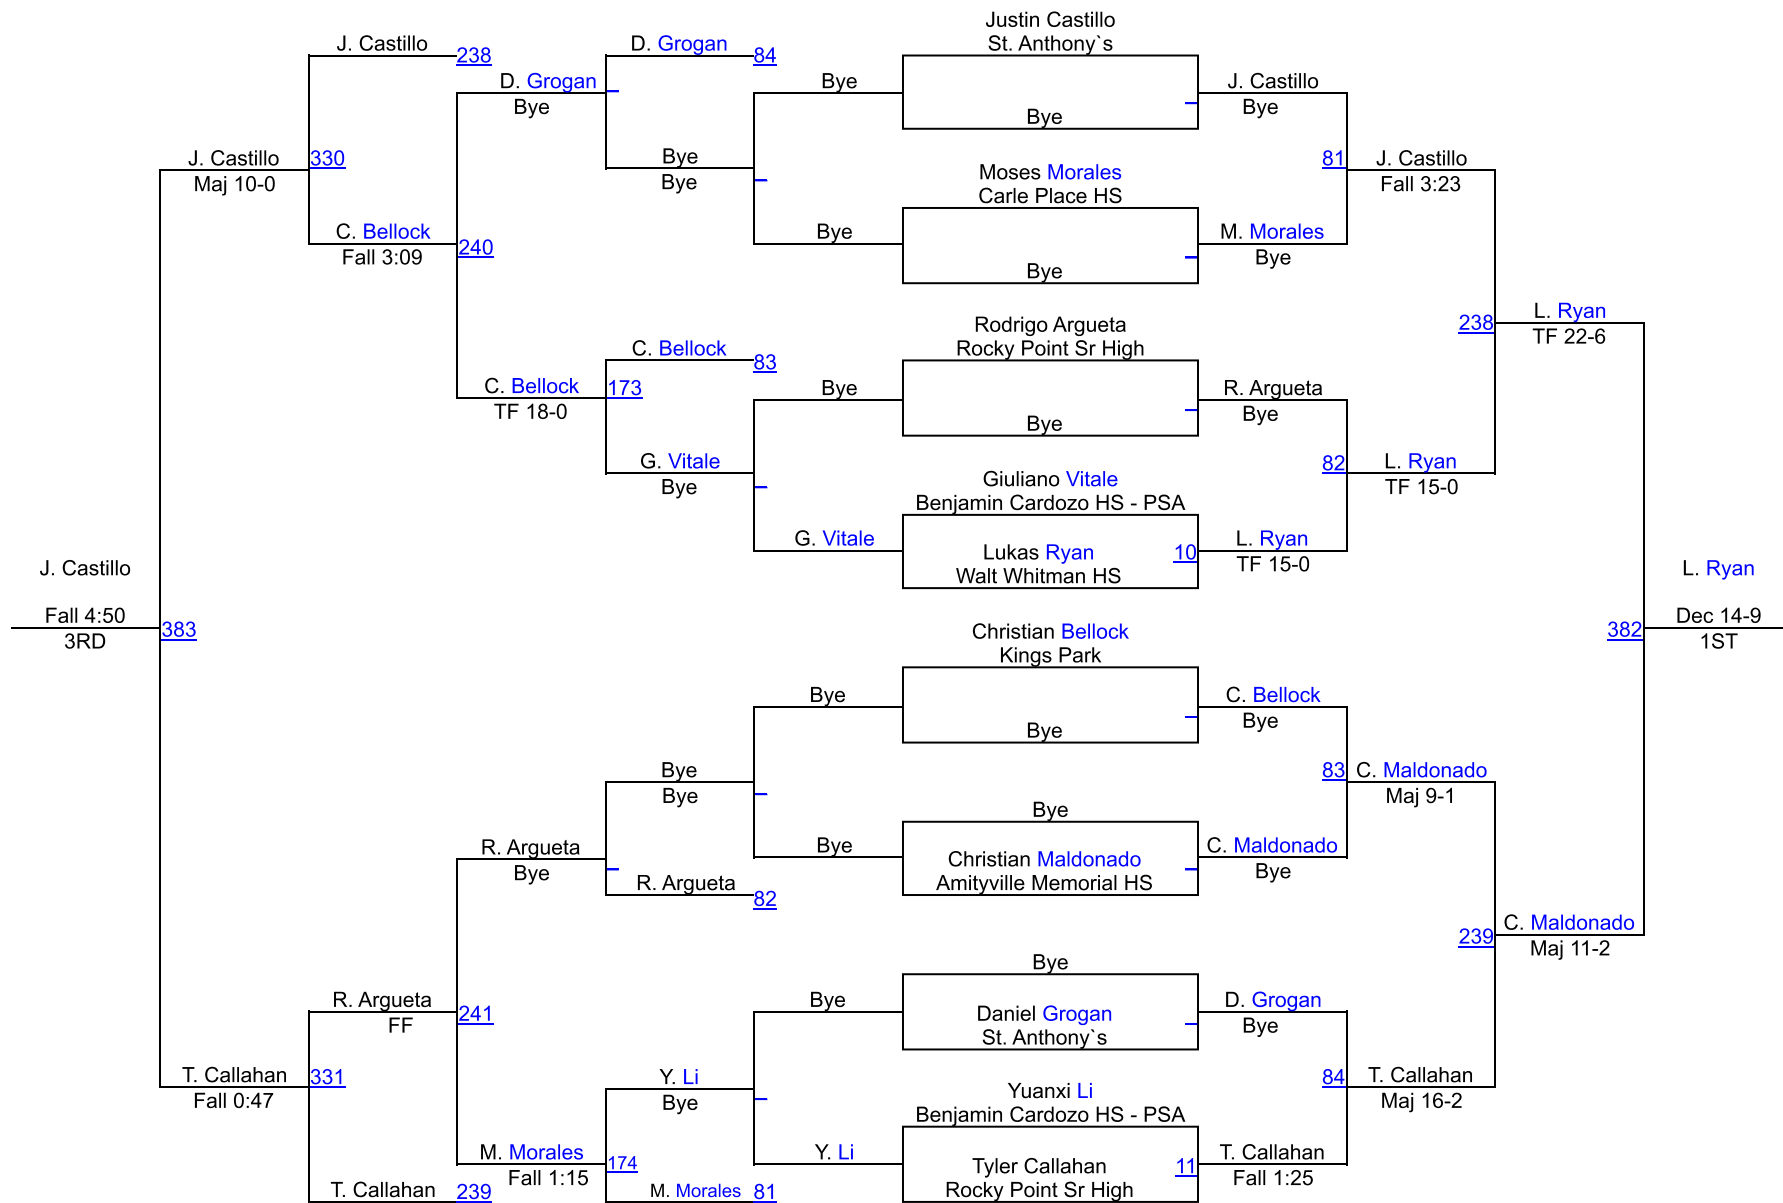 Justin Castillo
J. Castillo
238
D. Grogan
84
St. Anthony`s
D. Grogan
Bye
Bye
J. Castillo
Bye
Bye
J. Castillo
Maj 10-0
330
Bye
Bye
Moses Morales
Carle Place HS
81
J. Castillo
Fall 3:23
C. Bellock
Fall 3:09
240
Bye
Bye
M. Morales
Bye
Rodrigo Argueta
Rocky Point Sr High
238
L. Ryan
TF 22-6
C. Bellock
83
C. Bellock
TF 18-0
173
Bye
Bye
R. Argueta
Bye
G. Vitale
Bye
Giuliano Vitale
Benjamin Cardozo HS - PSA
82
L. Ryan
TF 15-0
G. Vitale
Lukas Ryan
Walt Whitman HS
10
L. Ryan
TF 15-0
J. Castillo
Fall 4:50
3RD
383
L. Ryan
Dec 14-9
1ST
382
Christian Bellock
Kings Park
Bye
Bye
C. Bellock
Bye
Bye
Bye
83
C. Maldonado
Maj 9-1
R. Argueta
Bye
Bye
Bye
Christian Maldonado
Amityville Memorial HS
C. Maldonado
Bye
R. Argueta
82
239
C. Maldonado
Maj 11-2
R. Argueta
FF
241
Bye
Bye
Daniel Grogan
St. Anthony`s
D. Grogan
Bye
T. Callahan
Fall 0:47
331
Y. Li
Bye
Yuanxi Li
Benjamin Cardozo HS - PSA
84
T. Callahan
Maj 16-2
M. Morales
Fall 1:15
174
Y. Li
Tyler Callahan
Rocky Point Sr High
11
T. Callahan
Fall 1:25
T. Callahan
239
M. Morales
81